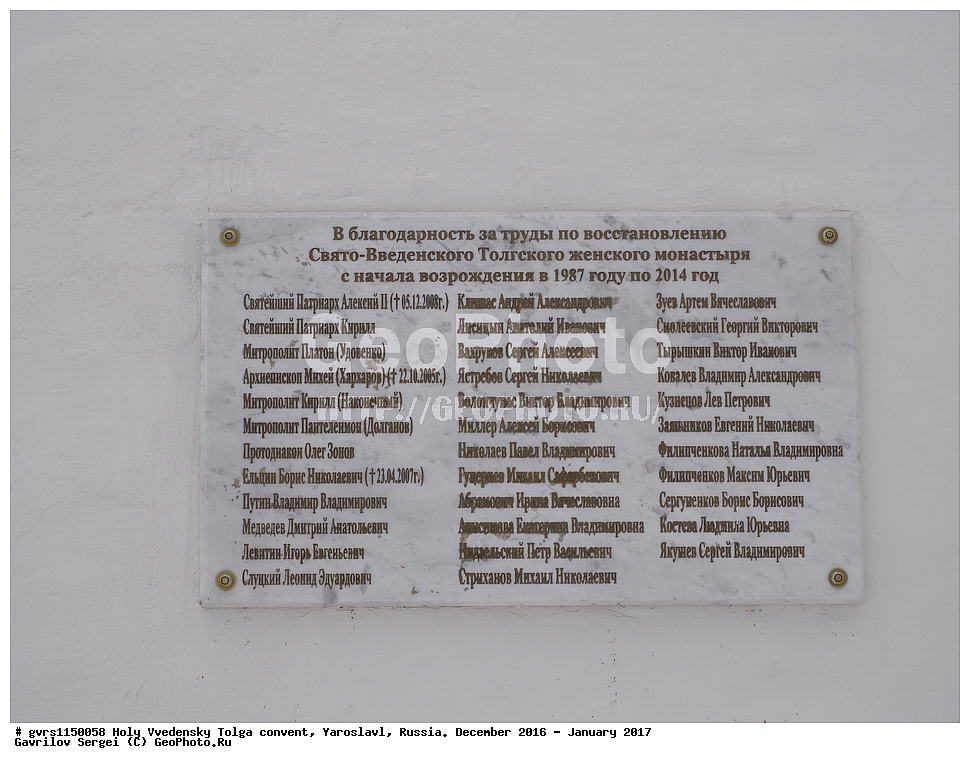 В благодарность за труды по восстановлению
Свято-Введенского Толгского женского монастыря
с начала возрождения в 1987 году по 2014 год
Святейший Патриарх Алексий II († 05.12.2008г.)
Святейший Патриарх Кирилл
Митрополит Платон (Удовенко)
Архиепископ Михей (Хархаров) († 22.10.2005г.)
Митрополит Кирилл (Наконечный)
Митрополит Пантелеимон (Долганов)
Протодиакон Олег Зонов
Ельцин Борис Николаевич († 23.04.2007г.)
Путин Владимир Владимирович
Медведев Дмитрий Анатольевич
Левитин Игорь Евгеньевич
Слуцкий Леонид Эдуардович
Клишас Андрей Александрович
Лисицын Анатолий Иванович
Вахруков Сергей Алексеевич
Ястребов Сергей Николаевич
Волончунас Виктор Владимирович
Миллер Алексей Борисович
Николаев Павел Владимирович
Гуцериев Михаил Сафарбекович
Абрамович Ирина Вячеславовна
Анисимова Екатерина Владимировна
Петр Васильевич
Стриханов Михаил Николаевич
Зуев Артем Вячеславович
Смолеевский Георгий Викторович
Тырышкин Виктор Иванович
Ковалев Владимир Александрович
Кузнецов Лев Петрович
Заяшников Евгений Николаевич
Филипченкова Наталья Владимировна
Филипченков Максим Юрьевич
Сергуненков Борис Борисович
Костева Людмила Юрьевна
Якушев Сергей Владимирович
GeoPhoto
http://GeoPhoto.ru/
# gvrs1150058 Holy Vvedensky Tolga convent, Yaroslavl, Russia. December 2016 - January 2017
Gavrilov Sergei (C) GeoPhoto.Ru